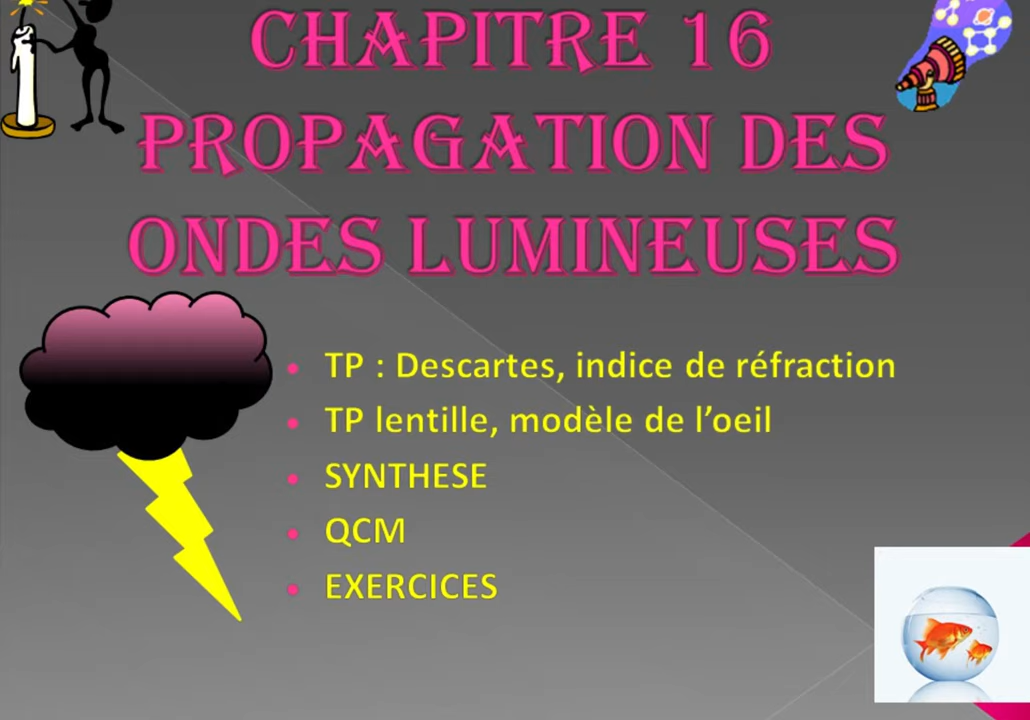 CHAPITRE 16
PROPAGATION DES
ONDES LUMINEUSES
• TP : Descartes, indice de réfraction
• TP lentille, modèle de l’oeil
• SYNTHESE
• QCM
• EXERCICES